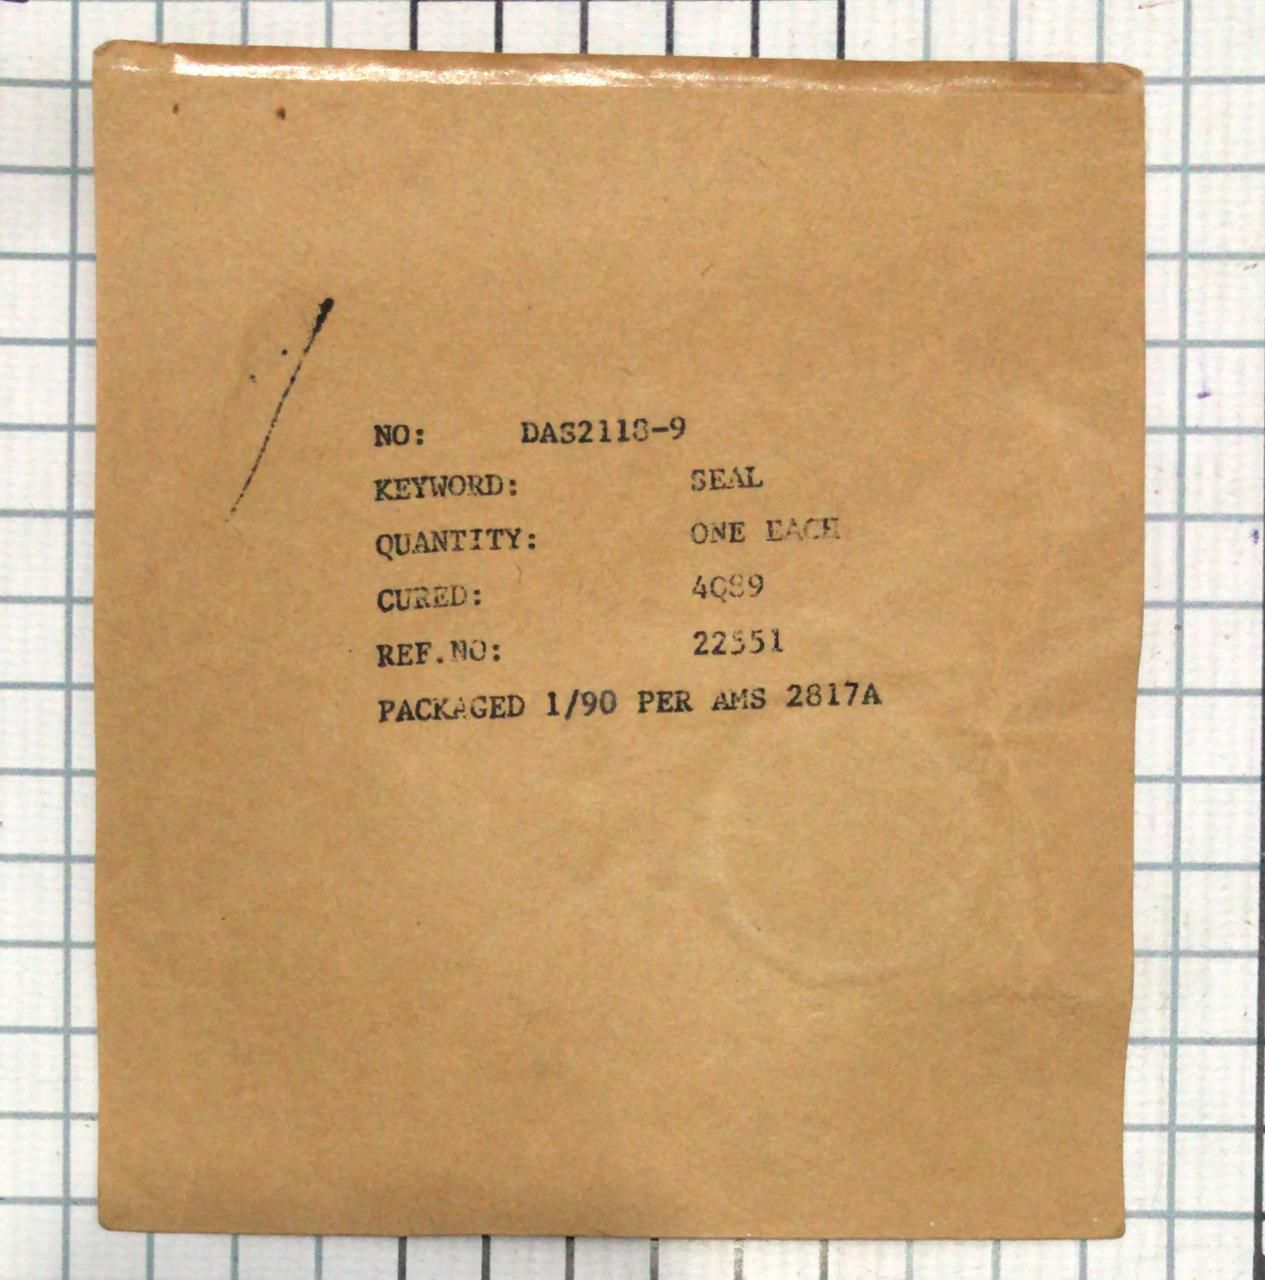 NO: DAS2118-9
KEYWORD: SEAL
QUANTITY: ONE EACH
CURED: 4Q89
REF.NO: 22551
PACKAGED 1/90 PER AMS 2817A